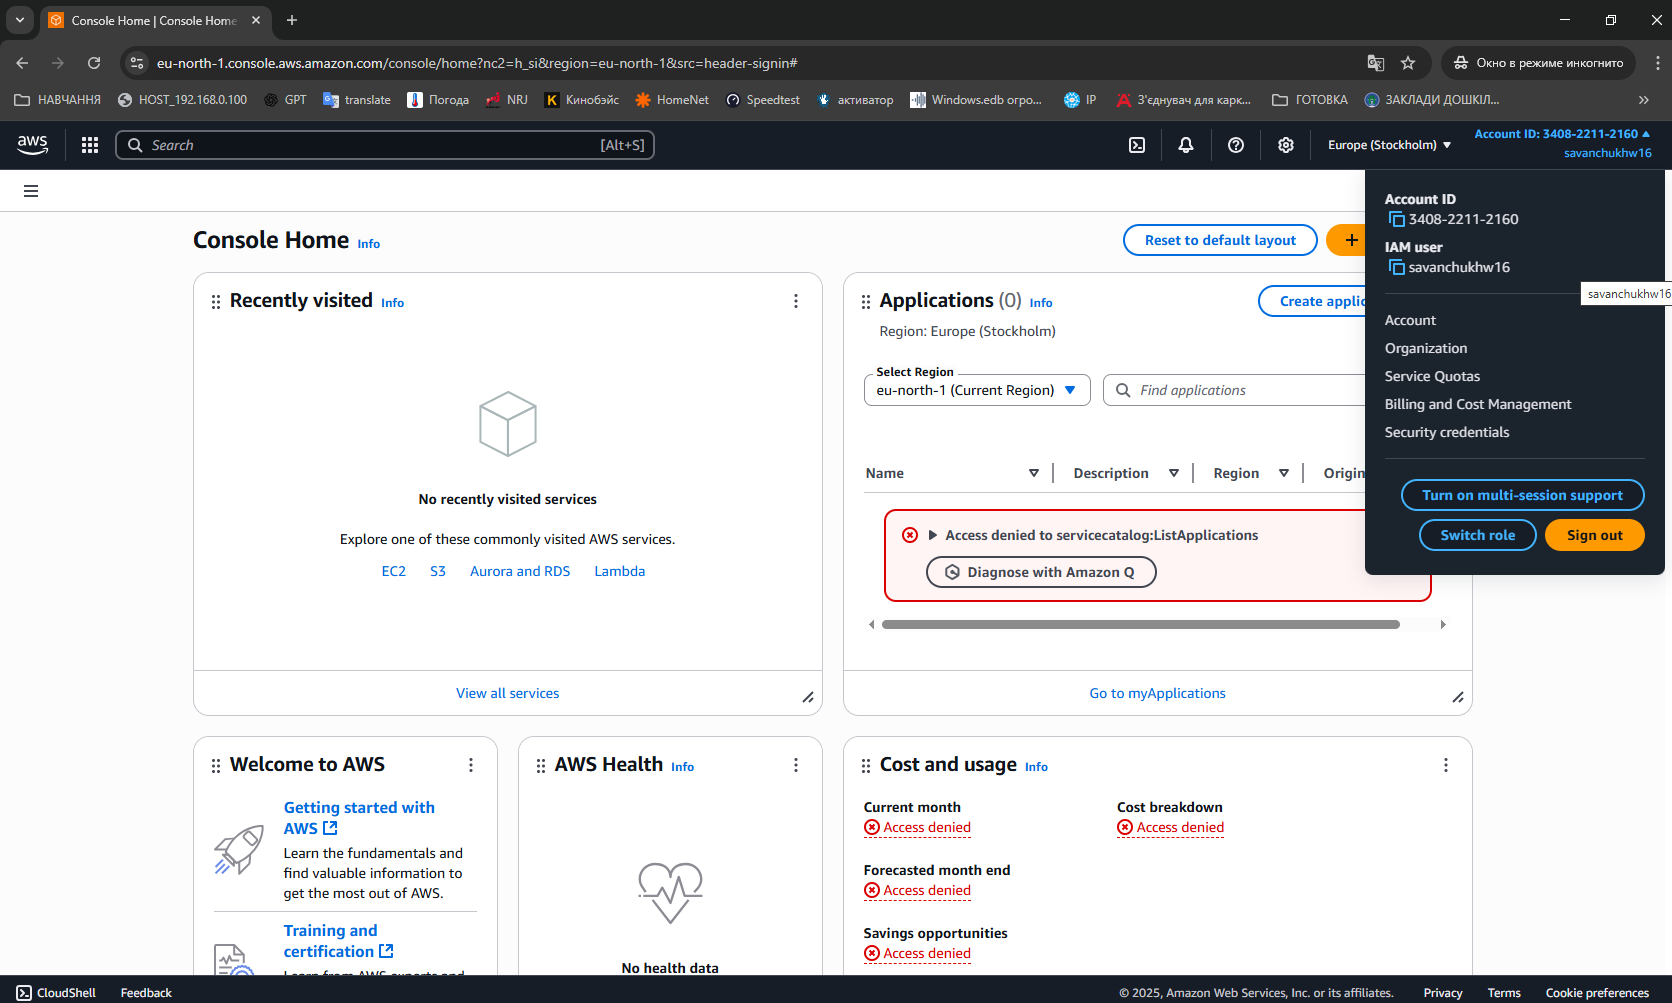 Console Home | Console Home
eu-north-1.console.aws.amazon.com/console/home?nc2=h_si&region=eu-north-1&src=header-signin#
Окно в режиме инкогнито
НАВЧАННЯ
HOST_192.168.0.100
GPT
translate
Погода
NRJ
Кинобэйс
HomeNet
Speedtest
активатор
Windows.edb огро...
IP
З'єднувач для карк...
ГОТОВКА
ЗАКЛАДИ ДОШКІЛ...
aws
Search
[Alt+S]
Europe (Stockholm)
Account ID: 3408-2211-2160
savanchukhw16
Account ID
3408-2211-2160
IAM user
savanchukhw16
savanchukhw16
Account
Organization
Service Quotas
Billing and Cost Management
Security credentials
Turn on multi-session support
Switch role
Sign out
Console Home Info
Reset to default layout
+
Recently visited Info
No recently visited services
Explore one of these commonly visited AWS services.
EC2 S3 Aurora and RDS Lambda
View all services
Applications (0) Info
Create applic
Region: Europe (Stockholm)
Select Region
eu-north-1 (Current Region)
Find applications
Name Description Region Origin
Access denied to servicecatalog:ListApplications
Diagnose with Amazon Q
Go to myApplications
Welcome to AWS
Getting started with
AWS
Learn the fundamentals and
find valuable information to
get the most out of AWS.
Training and
certification
Learn from AWS experts and
AWS Health Info
No health data
Cost and usage Info
Current month
Access denied
Cost breakdown
Access denied
Forecasted month end
Access denied
Savings opportunities
Access denied
CloudShell
Feedback
© 2025, Amazon Web Services, Inc. or its affiliates.
Privacy
Terms
Cookie preferences